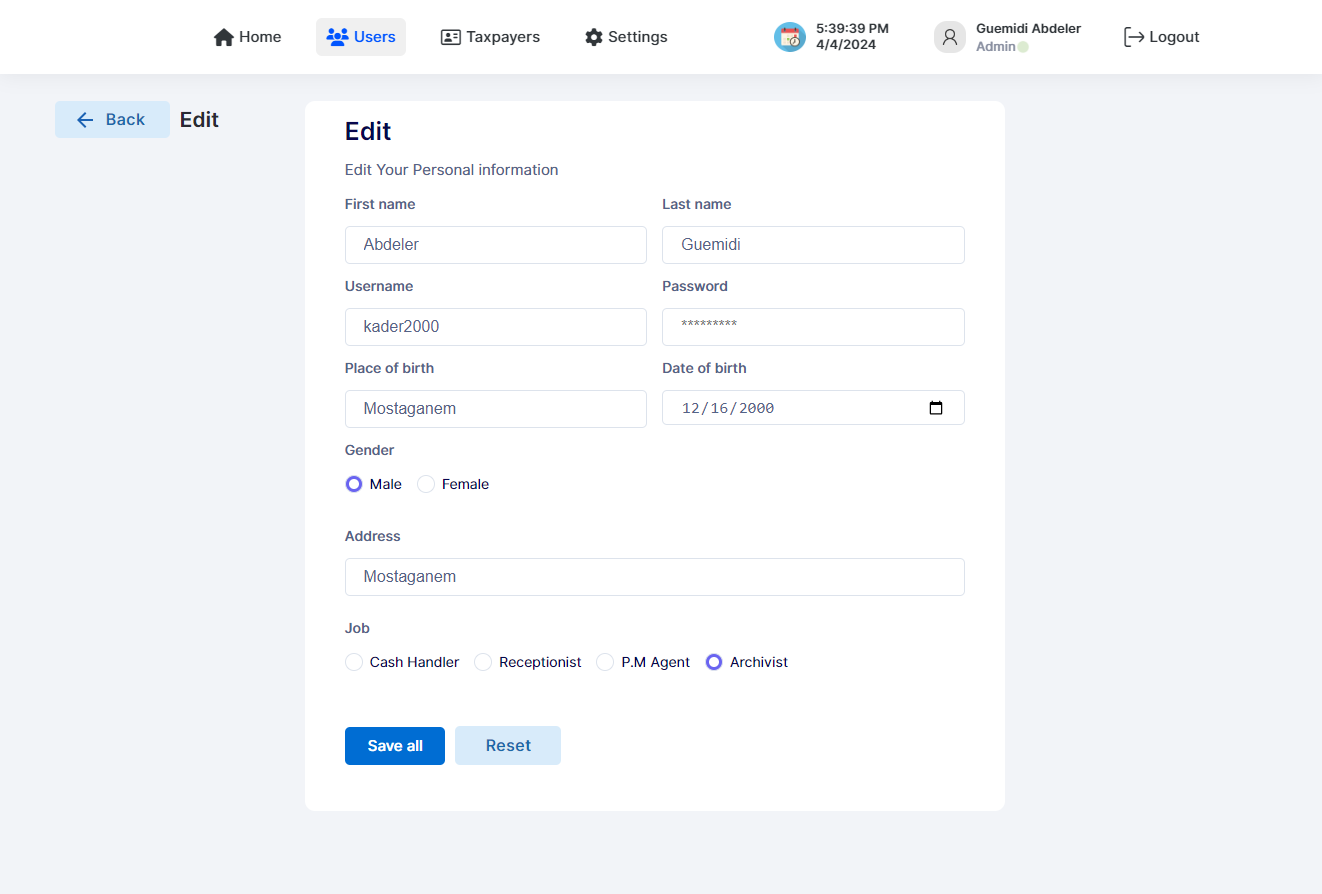 Home Users Taxpayers Settings 5:39:39 PM Guemidi Abdeler Logout
4/4/2024 Admin
Back Edit
Edit
Edit Your Personal information
First name Last name
Abdeler Guemidi
Username Password
kader2000 *********
Place of birth Date of birth
Mostaganem 12/16/2000
Gender
Male Female
Address
Mostaganem
Job
Cash Handler Receptionist P.M Agent Archivist
Save all Reset